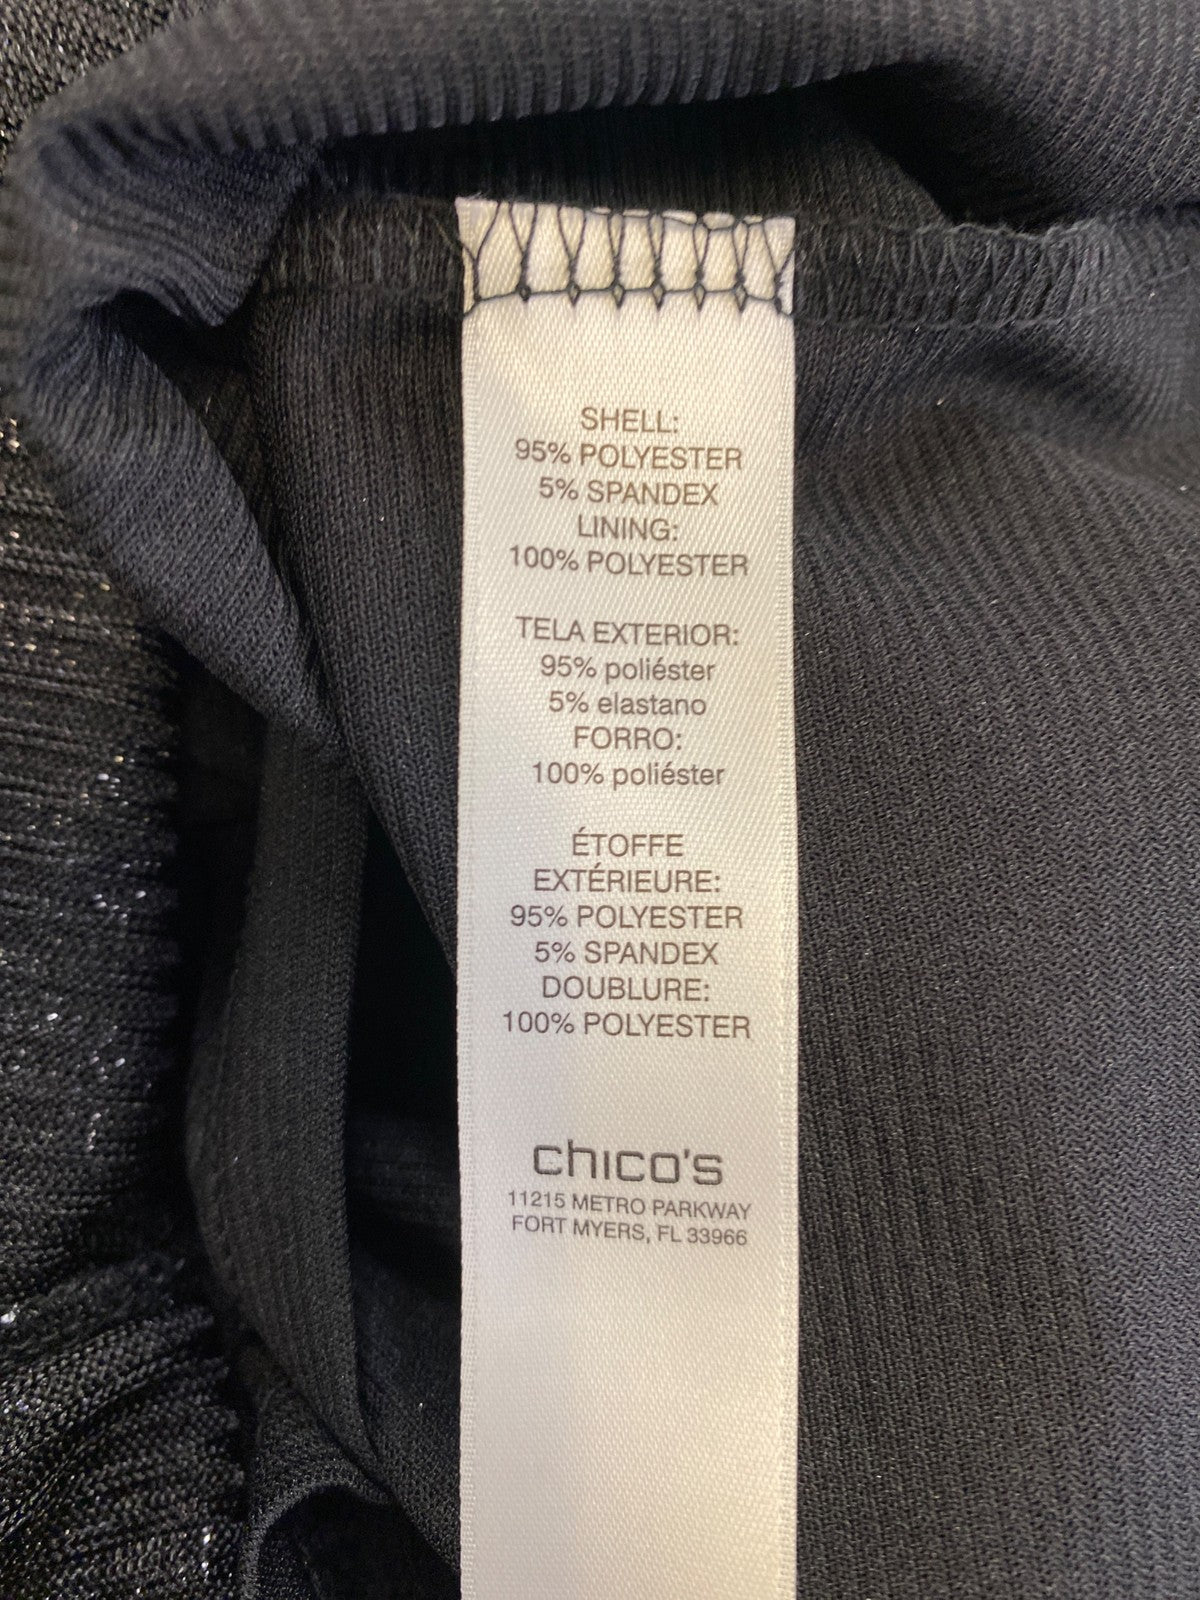 SHELL:
95% POLYESTER
5% SPANDEX
LINING:
100% POLYESTER
TELA EXTERIOR:
95% poliéster
5% elastano
FORRO:
100% poliéster
ÉTOFFE
EXTÉRIEURE:
95% POLYESTER
5% SPANDEX
DOUBLURE:
100% POLYESTER
chico's
11215 METRO PARKWAY
FORT MYERS, FL 33966